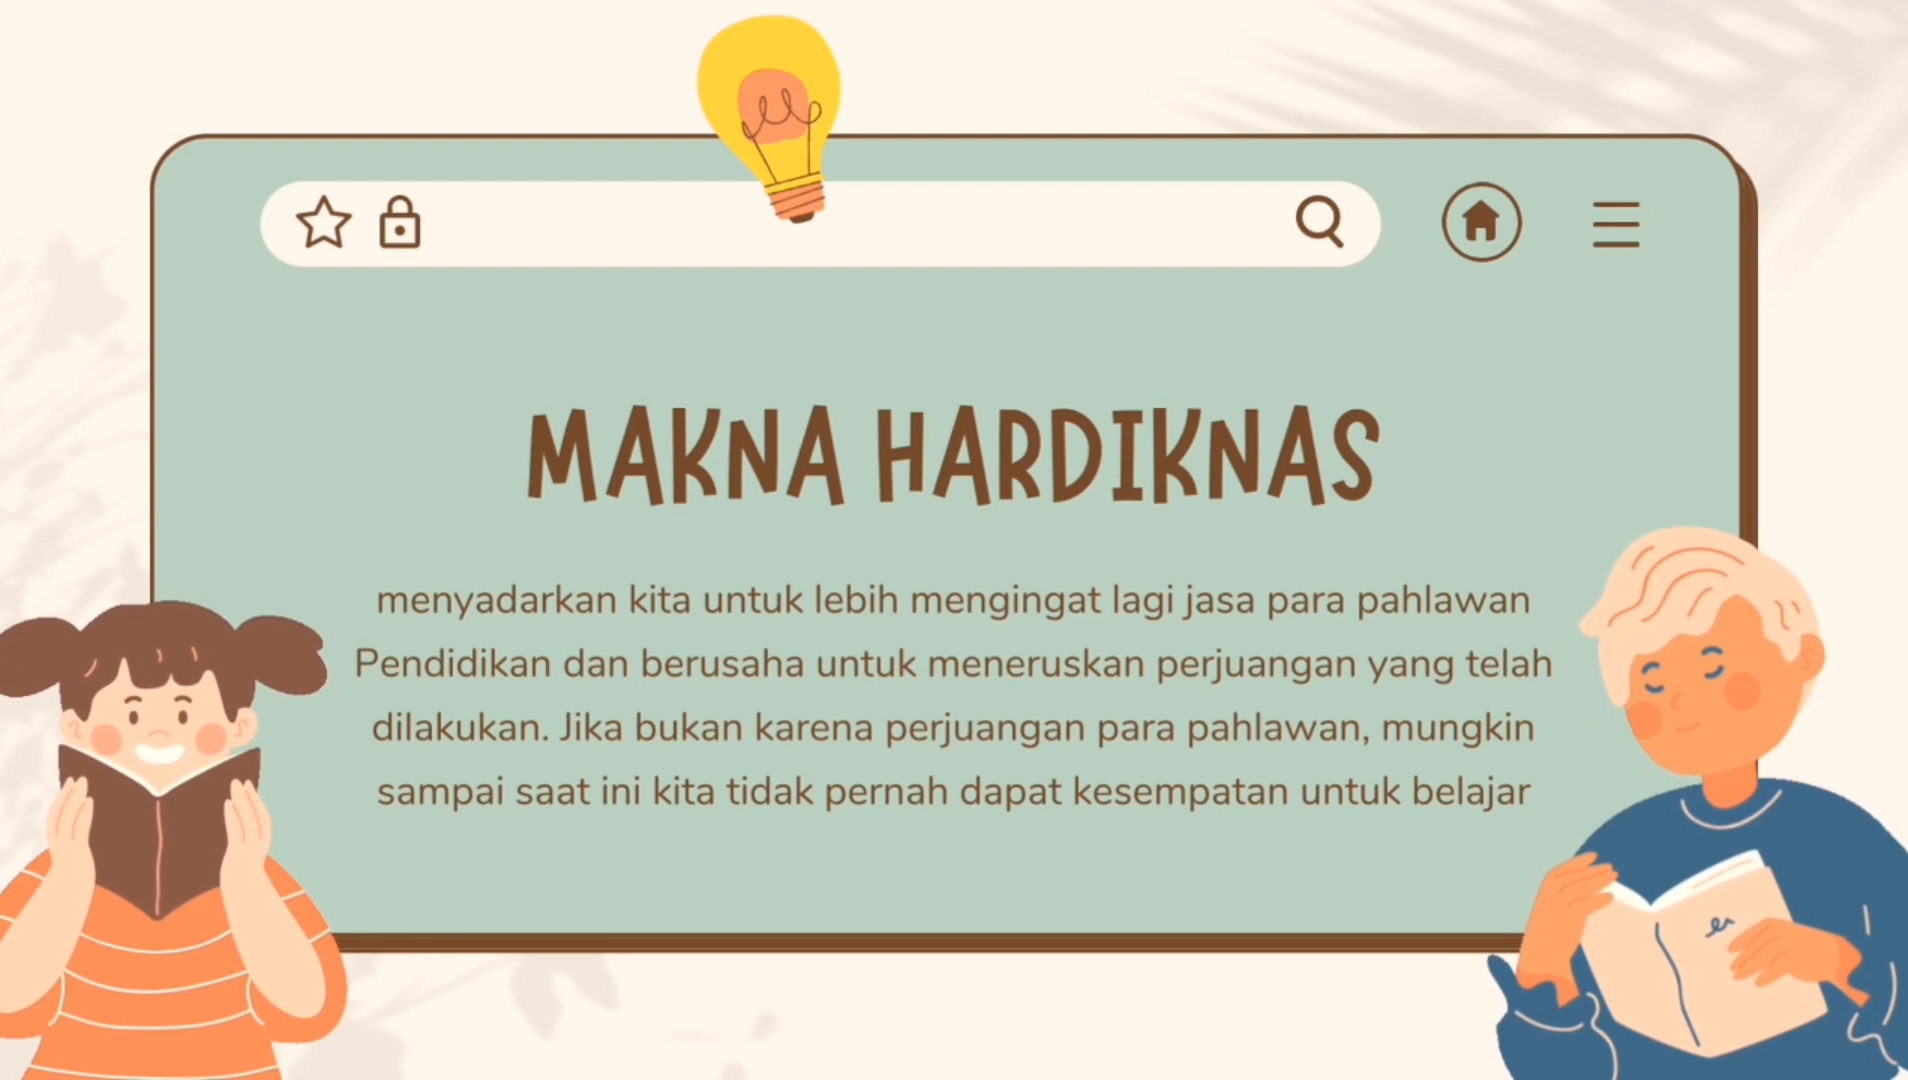 MAKNA HARDIKNAS
menyadarkan kita untuk lebih mengingat lagi jasa para pahlawan
Pendidikan dan berusaha untuk meneruskan perjuangan yang telah
dilakukan. Jika bukan karena perjuangan para pahlawan, mungkin
sampai saat ini kita tidak pernah dapat kesempatan untuk belajar